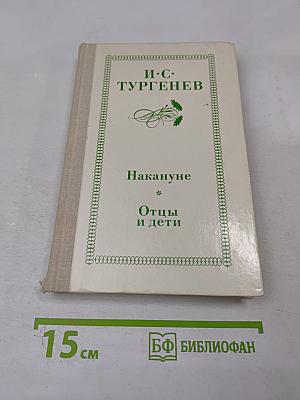 И·С·
ТУРГЕНЕВ
Накануне
*
Отцы
и дети
15 см
БФ БИБЛИОФАН